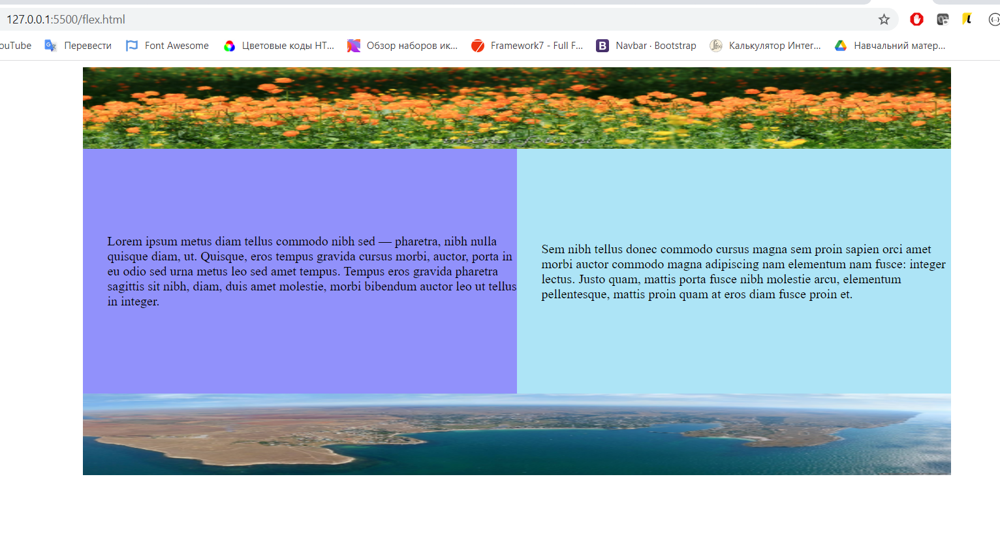 127.0.0.1:5500/flex.html
ouTube Перевести Font Awesome Цветовые коды HT... Обзор наборов ик... Framework7 - Full F... Navbar · Bootstrap Калькулятор Интег... Навчальний матер...
Lorem ipsum metus diam tellus commodo nibh sed — pharetra, nibh nulla
quisque diam, ut. Quisque, eros tempus gravida cursus morbi, auctor, porta in
eu odio sed urna metus leo sed amet tempus. Tempus eros gravida pharetra
sagittis sit nibh, diam, duis amet molestie, morbi bibendum auctor leo ut tellus
in integer.
Sem nibh tellus donec commodo cursus magna sem proin sapien orci amet
morbi auctor commodo magna adipiscing nam elementum nam fusce: integer
lectus. Justo quam, mattis porta fusce nibh molestie arcu, elementum
pellentesque, mattis proin quam at eros diam fusce proin et.